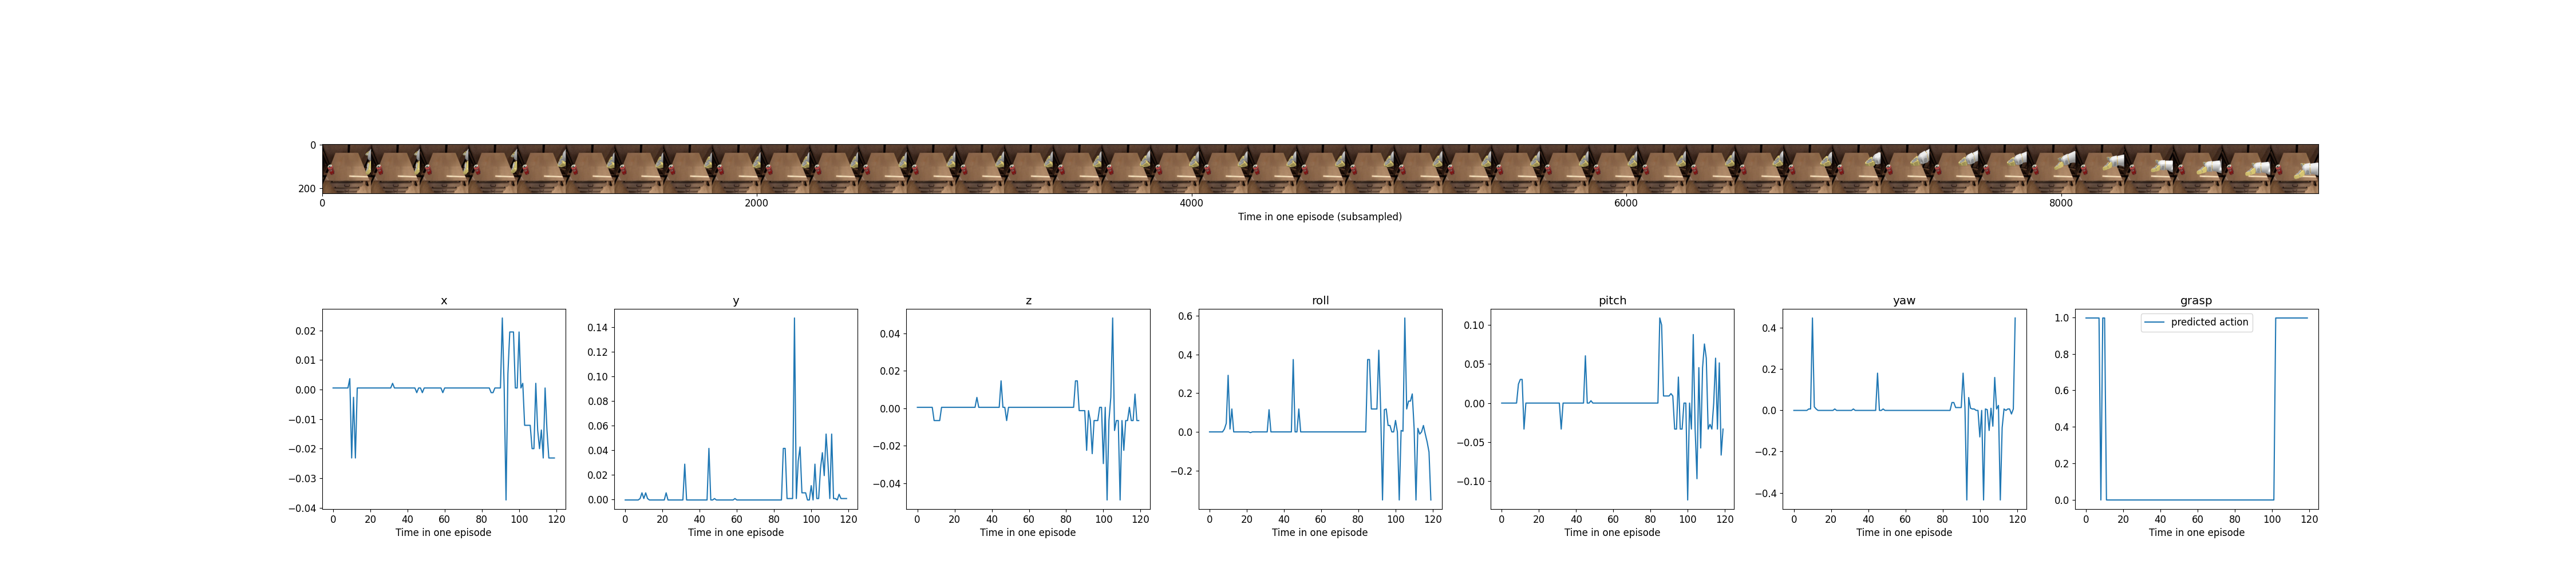 0
200
0 2000 4000 6000 8000
Time in one episode (subsampled)
x y z roll pitch yaw grasp
0.02
0.01
0.00
−0.01
−0.02
−0.03
−0.04
0 20 40 60 80 100 120
Time in one episode
0.14
0.12
0.10
0.08
0.06
0.04
0.02
0.00
0 20 40 60 80 100 120
Time in one episode
0.04
0.02
0.00
−0.02
−0.04
0 20 40 60 80 100 120
Time in one episode
0.6
0.4
0.2
0.0
−0.2
0 20 40 60 80 100 120
Time in one episode
0.10
0.05
0.00
−0.05
−0.10
0 20 40 60 80 100 120
Time in one episode
0.4
0.2
0.0
−0.2
−0.4
0 20 40 60 80 100 120
Time in one episode
predicted action
1.0
0.8
0.6
0.4
0.2
0.0
0 20 40 60 80 100 120
Time in one episode